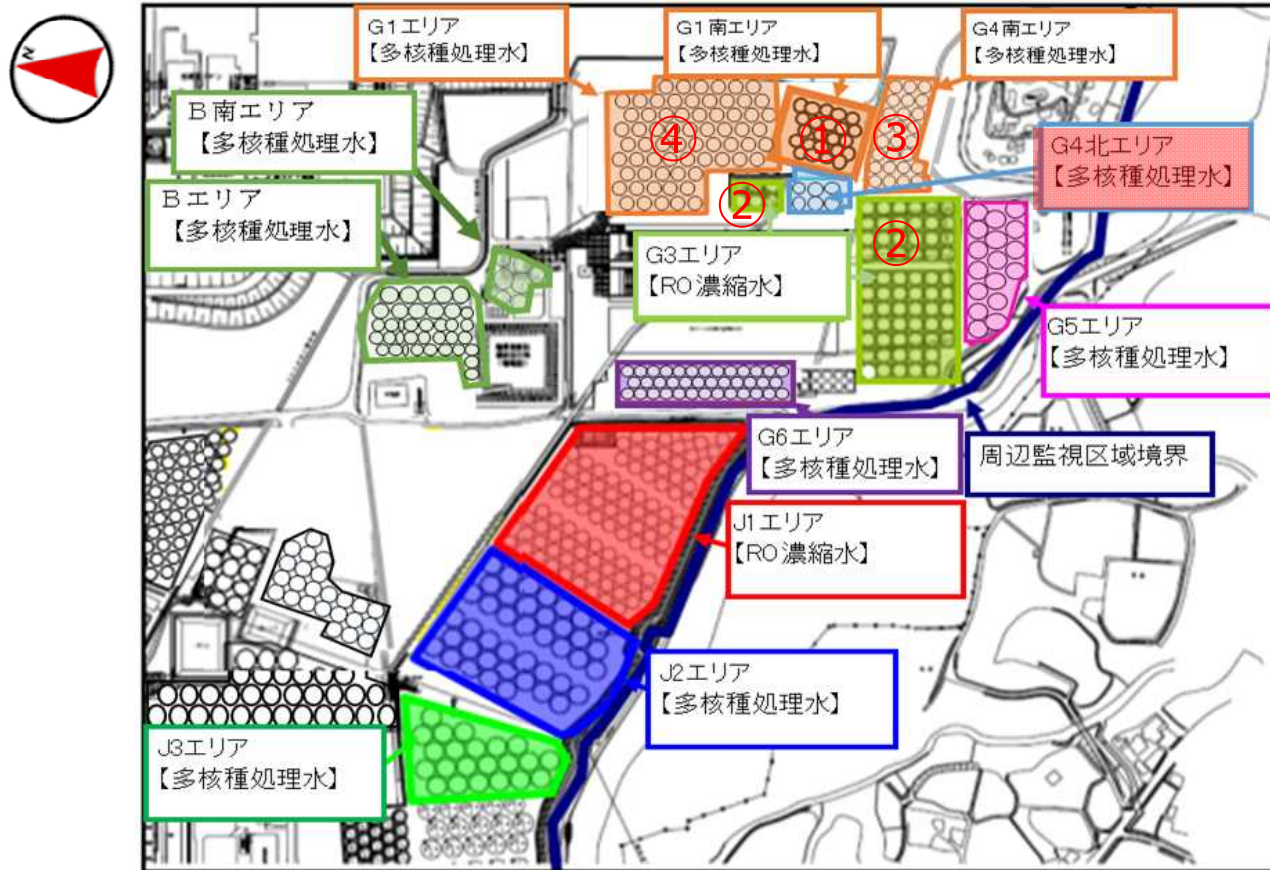 N
G1エリア
【多核種処理水】
G1南エリア
【多核種処理水】
G4南エリア
【多核種処理水】
B南エリア
【多核種処理水】
④
①
③
G4北エリア
【多核種処理水】
Bエリア
【多核種処理水】
②
②
G3エリア
【RO濃縮水】
G5エリア
【多核種処理水】
G6エリア
【多核種処理水】
周辺監視区域境界
J1エリア
【RO濃縮水】
J2エリア
【多核種処理水】
J3エリア
【多核種処理水】